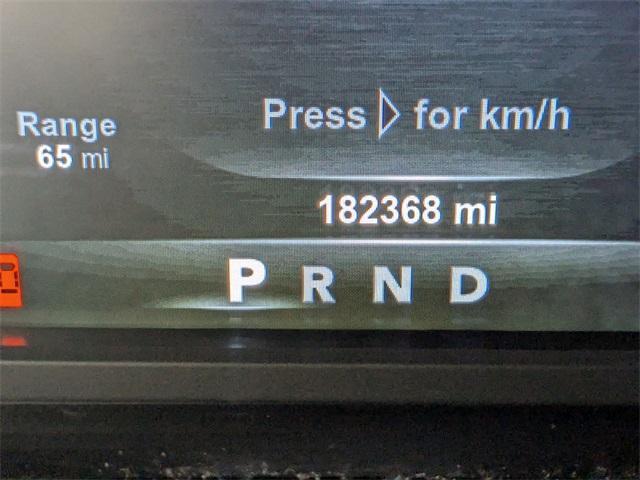 Press ▷ for km/h
Range
65 mi
182368 mi
P R N D